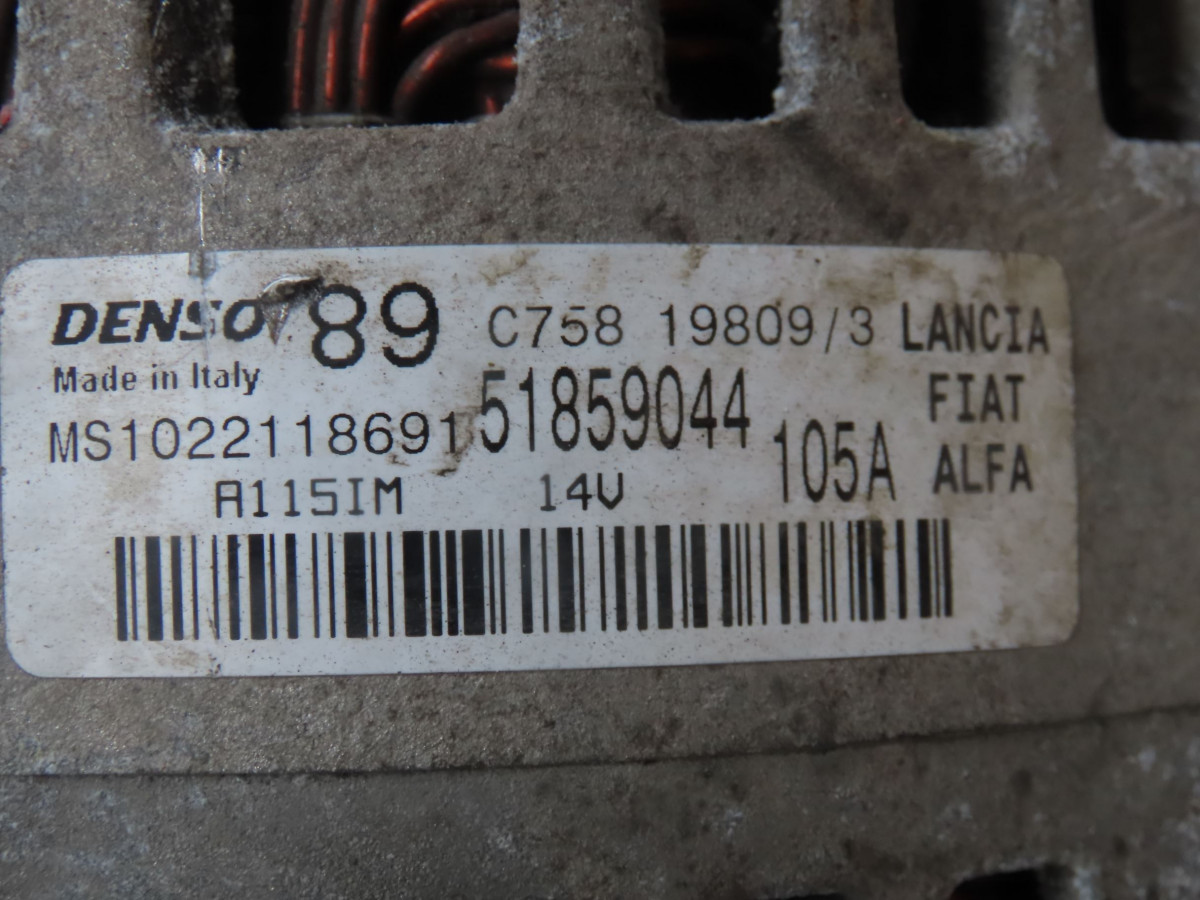 DENSO 89 C758 19809/3 LANCIA
Made in Italy FIAT
MS1022118691 51859044 105A ALFA
A115IM 14V